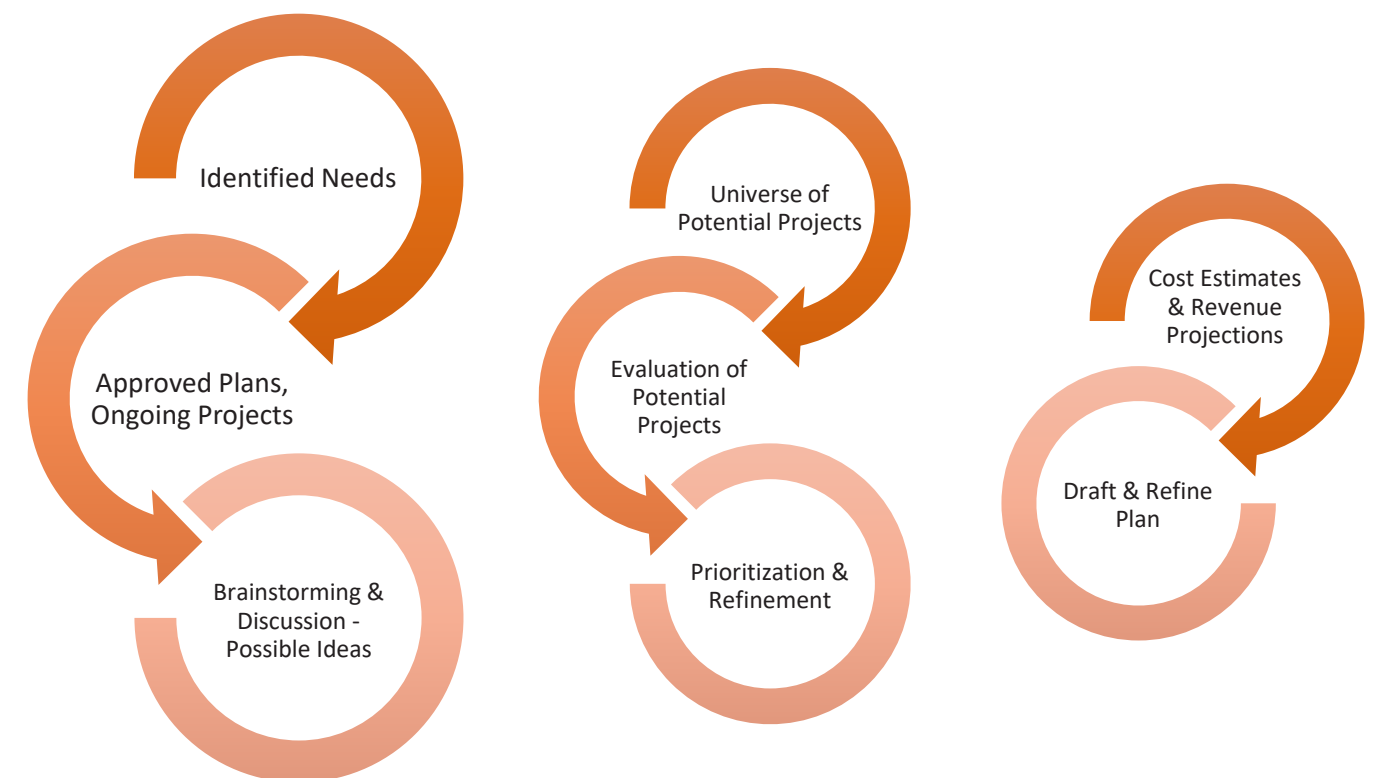 Identified Needs
Approved Plans,
Ongoing Projects
Brainstorming &
Discussion -
Possible Ideas
Universe of
Potential Projects
Evaluation of
Potential
Projects
Prioritization &
Refinement
Cost Estimates
& Revenue
Projections
Draft & Refine
Plan